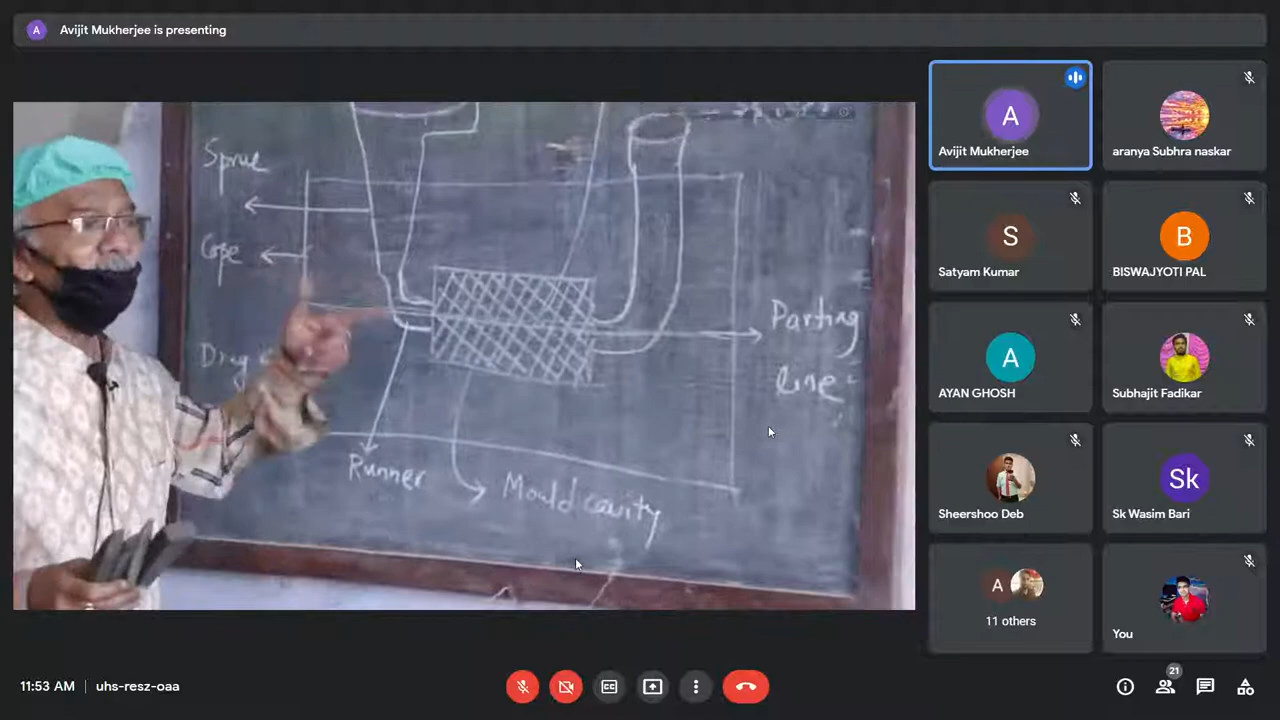 A Avijit Mukherjee is presenting
Sprue
Cope
Drag
Runner
Mould cavity
Parting
line
A
Avijit Mukherjee
aranya Subhra naskar
S
Satyam Kumar
B
BISWAJYOTI PAL
A
AYAN GHOSH
Subhajit Fadikar
Sheershoo Deb
Sk
Sk Wasim Bari
A
11 others
You
11:53 AM | uhs-resz-oaa
21